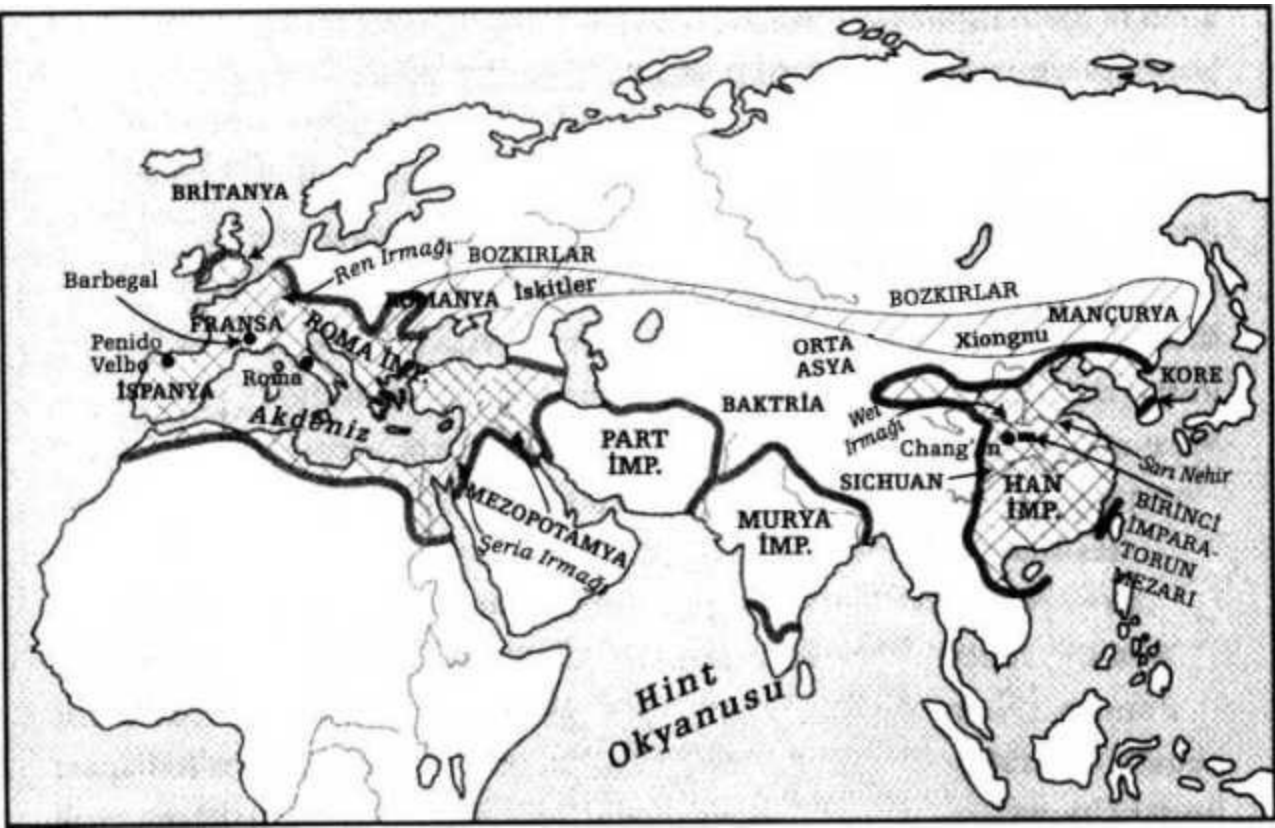 BRİTANYA
Ren Irmağı
BOZKIRLAR
Barbegal
ROMANYA
İskitler
BOZKIRLAR
MANÇURYA
FRANSA
ROMA İMP.
Penido
Velho
Xiongnu
ORTA
ASYA
Roma
KORE
İSPANYA
Akdeniz
BAKTRİA
Wei
Irmağı
PART
İMP.
Chang'an
Sarı Nehir
SICHUAN
HAN
İMP.
MEZOPOTAMYA
MURYA
İMP.
BİRİNCİ
İMPARA-
TORUN
MEZARI
Şeria Irmağı
Hint
Okyanusu